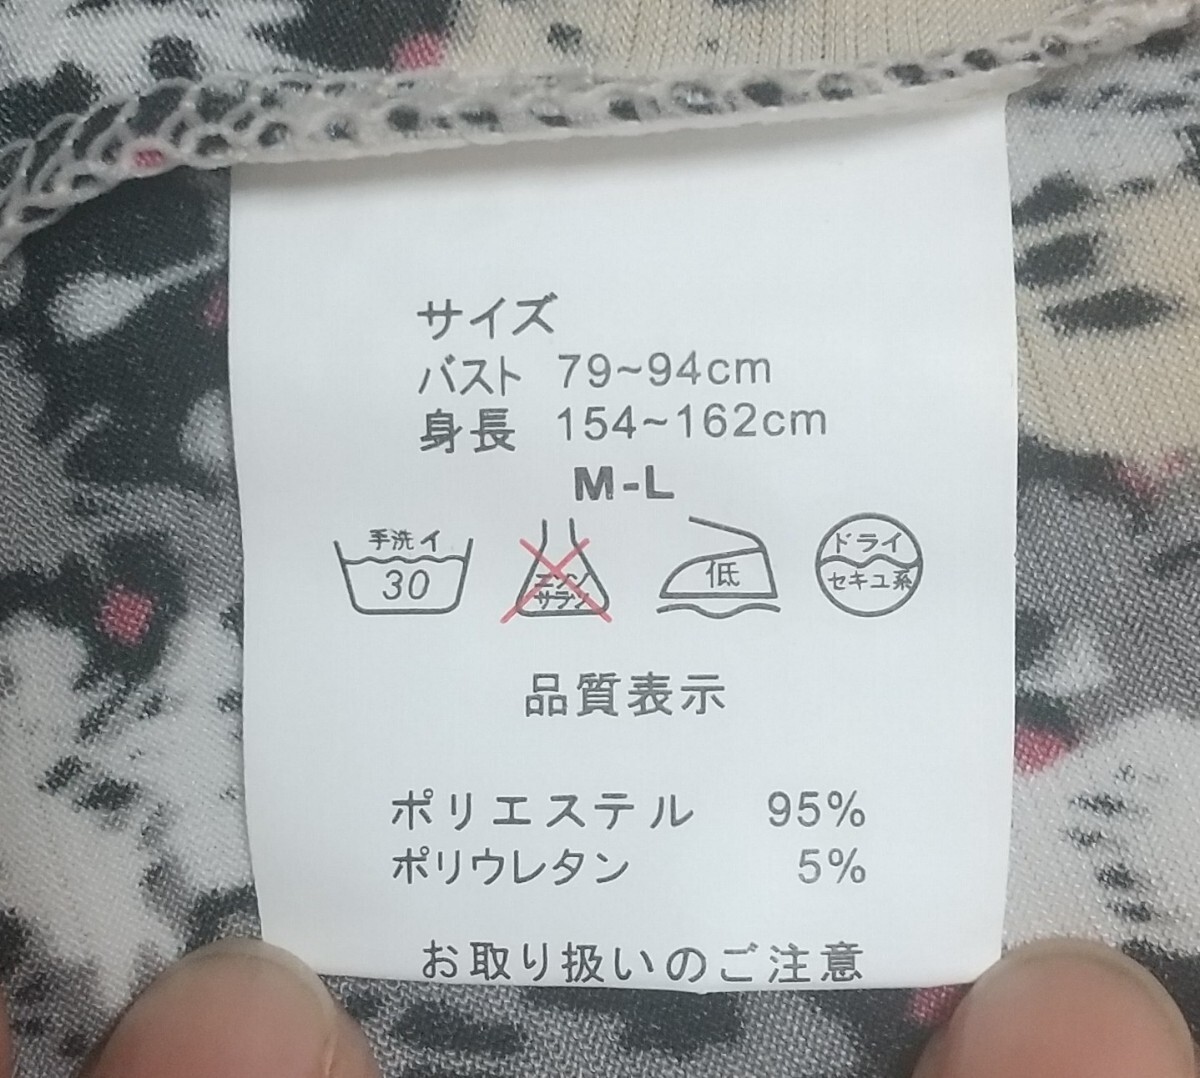 サイズ
バスト 79~94cm
身長 154~162cm
M-L
手洗イ
30
エンソ
サラシ
低
ドライ
セキユ系
品質表示
ポリエステル 95%
ポリウレタン 5%
お取り扱いのご注意